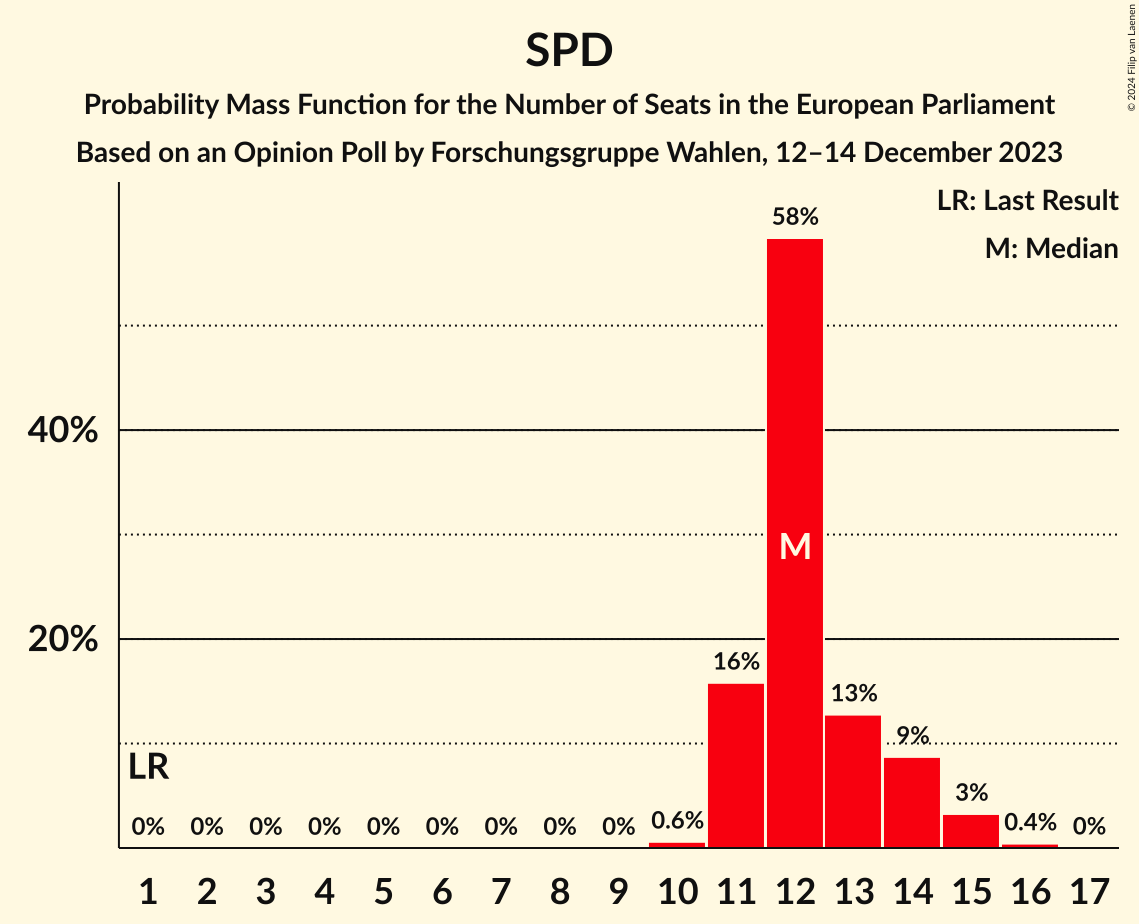 SPD
Probability Mass Function for the Number of Seats in the European Parliament
Based on an Opinion Poll by Forschungsgruppe Wahlen, 12–14 December 2023
© 2024 Filip van Laenen
LR: Last Result
M: Median
58%
40%
M
20%
16%
13%
9%
LR
3%
0% 0% 0% 0% 0% 0% 0% 0% 0% 0.6% 0.4% 0%
1 2 3 4 5 6 7 8 9 10 11 12 13 14 15 16 17